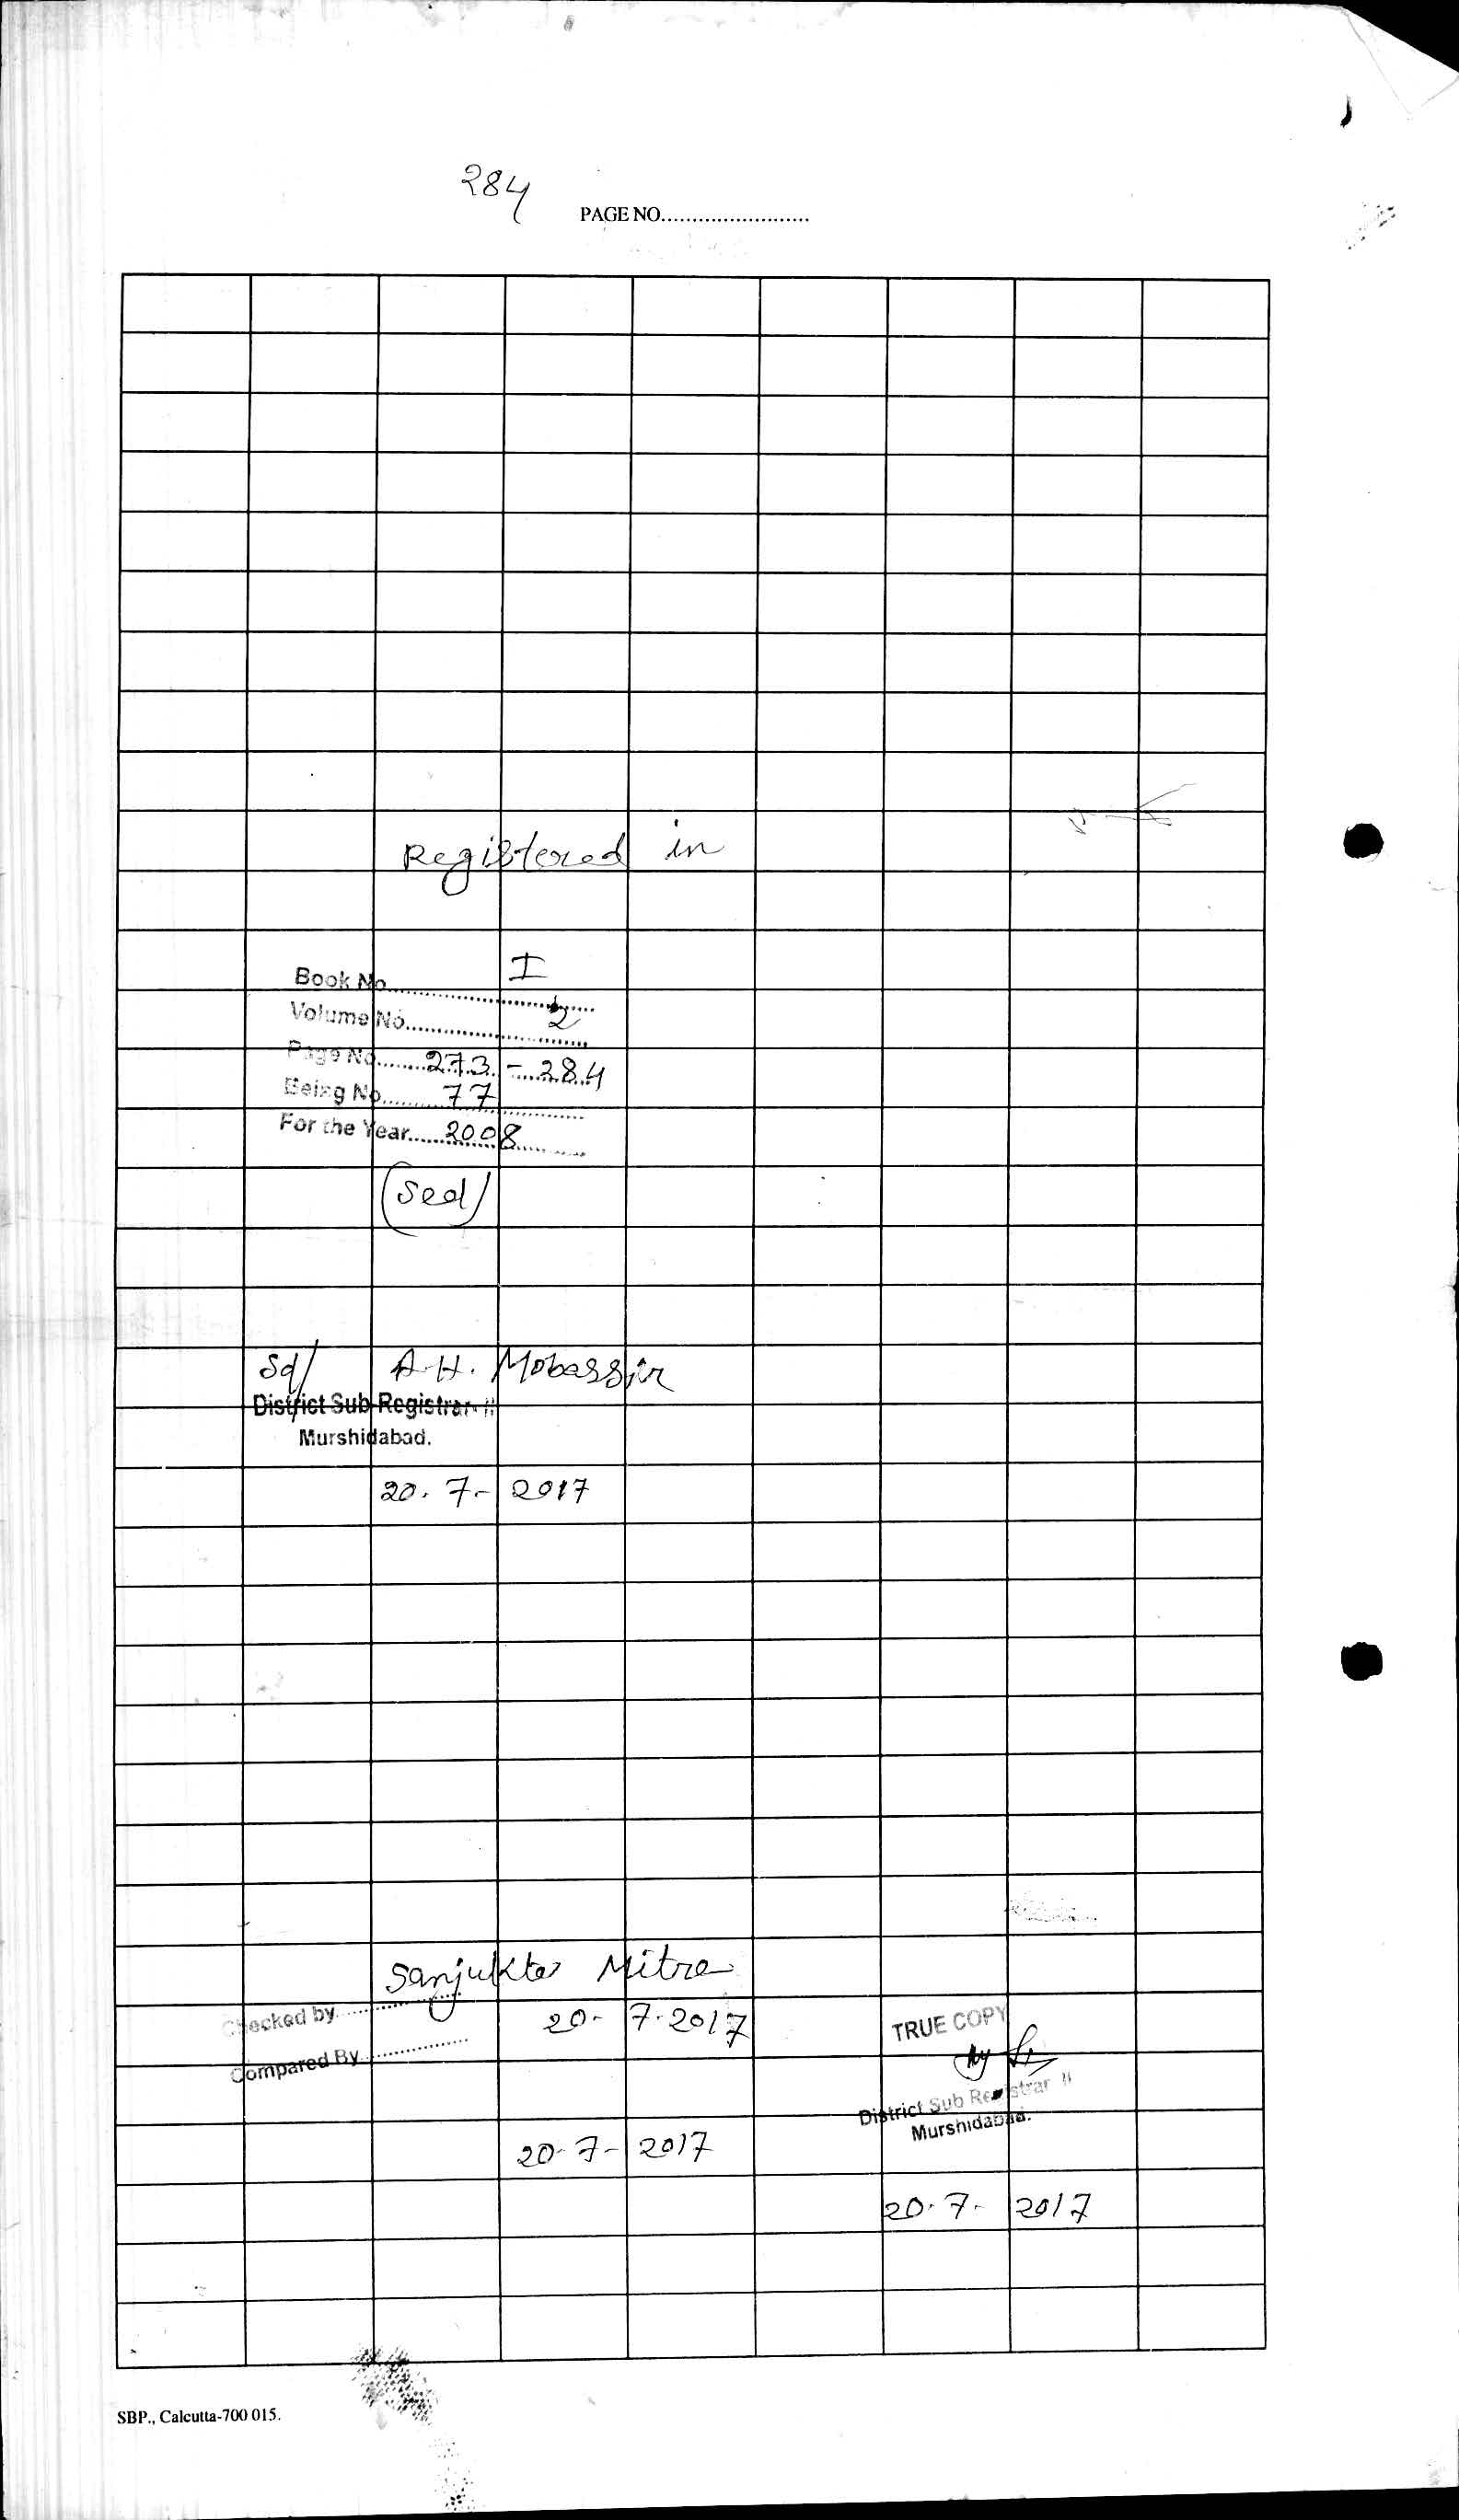 284
PAGE NO........................
Registered in
Book No.................... I
Volume No.................... 2
Page No........ 273 - 284
Being No.......... 77
For the Year....... 2008
(Seal)
Sd/ A.H. Mobassir
District Sub Registrar II
Murshidabad.
20.7.-2017
Sanjukta Mitra
Checked by..................
20-7-2017
Compared By..................
20-7-2017
TRUE COPY
District Sub Registrar II
Murshidabad.
20.7.-2017
SBP., Calcutta-700 015.